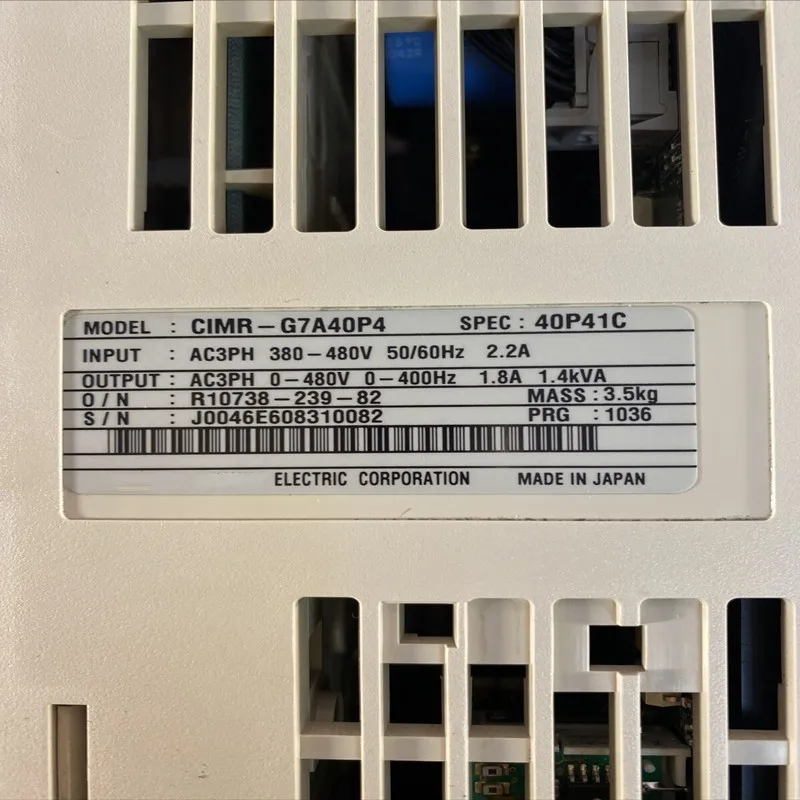 MODEL : CIMR-G7A40P4 SPEC : 40P41C
INPUT : AC3PH 380-480V 50/60Hz 2.2A
OUTPUT : AC3PH 0-480V 0-400Hz 1.8A 1.4kVA
O / N : R10738-239-82 MASS : 3.5kg
S / N : J0046E608310082 PRG : 1036
ELECTRIC CORPORATION MADE IN JAPAN